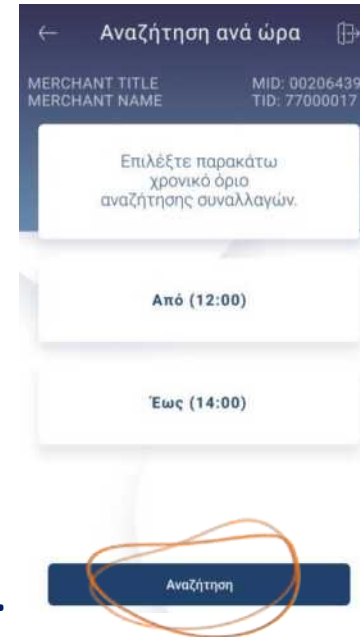 Αναζήτηση ανά ώρα
MERCHANT TITLE MID: 00206439
MERCHANT NAME TID: 77000017
Επιλέξτε παρακάτω
χρονικό όριο
αναζήτησης συναλλαγών.
Από (12:00)
Έως (14:00)
Αναζήτηση